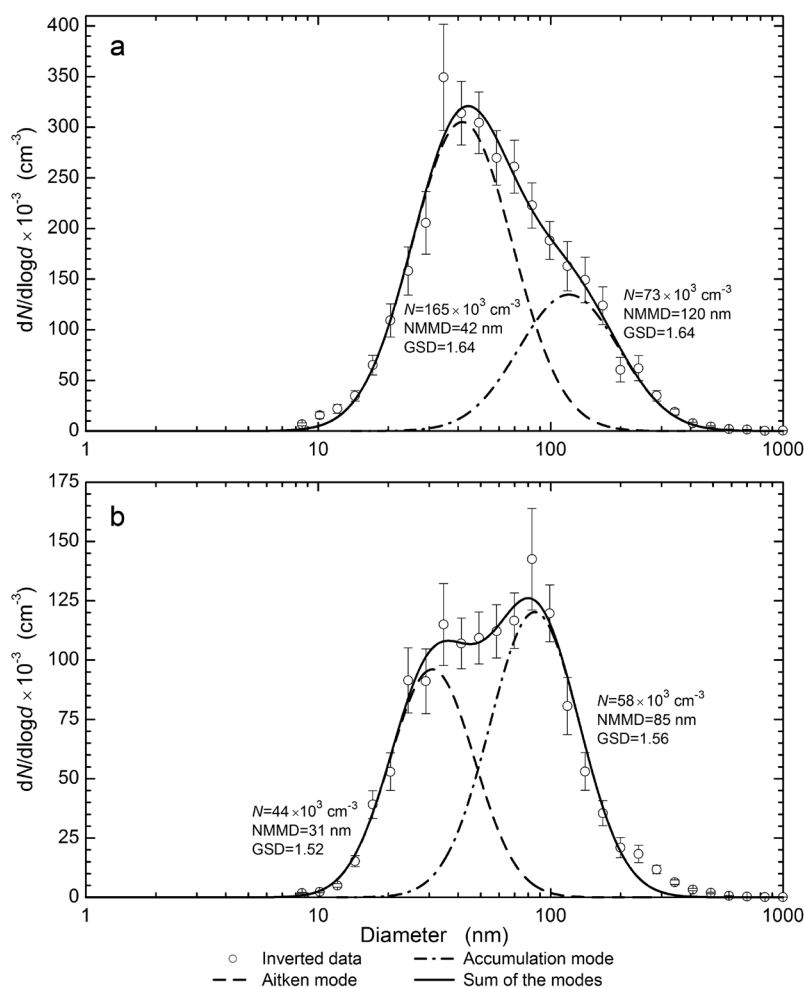 a
400
350
300
250
200
150
100
50
0
dN/dlogd × 10⁻³ (cm⁻³)
N=165×10³ cm⁻³
NMMD=42 nm
GSD=1.64
N=73×10³ cm⁻³
NMMD=120 nm
GSD=1.64
1 10 100 1000
b
175
150
125
100
75
50
25
0
dN/dlogd × 10⁻³ (cm⁻³)
N=44×10³ cm⁻³
NMMD=31 nm
GSD=1.52
N=58×10³ cm⁻³
NMMD=85 nm
GSD=1.56
1 10 100 1000
Diameter (nm)
Inverted data Accumulation mode
Aitken mode Sum of the modes